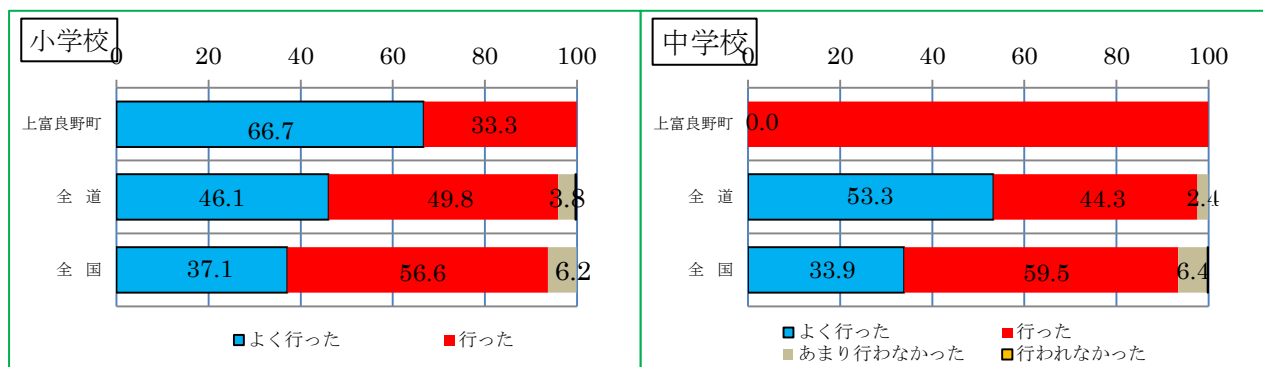 小学校
0 20 40 60 80 100
上富良野町 66.7 33.3
全 道 46.1 49.8 3.8
全 国 37.1 56.6 6.2
よく行った 行った
中学校
0 20 40 60 80 100
上富良野町 0.0
全 道 53.3 44.3 2.4
全 国 33.9 59.5 6.4
よく行った 行った
あまり行わなかった 行われなかった